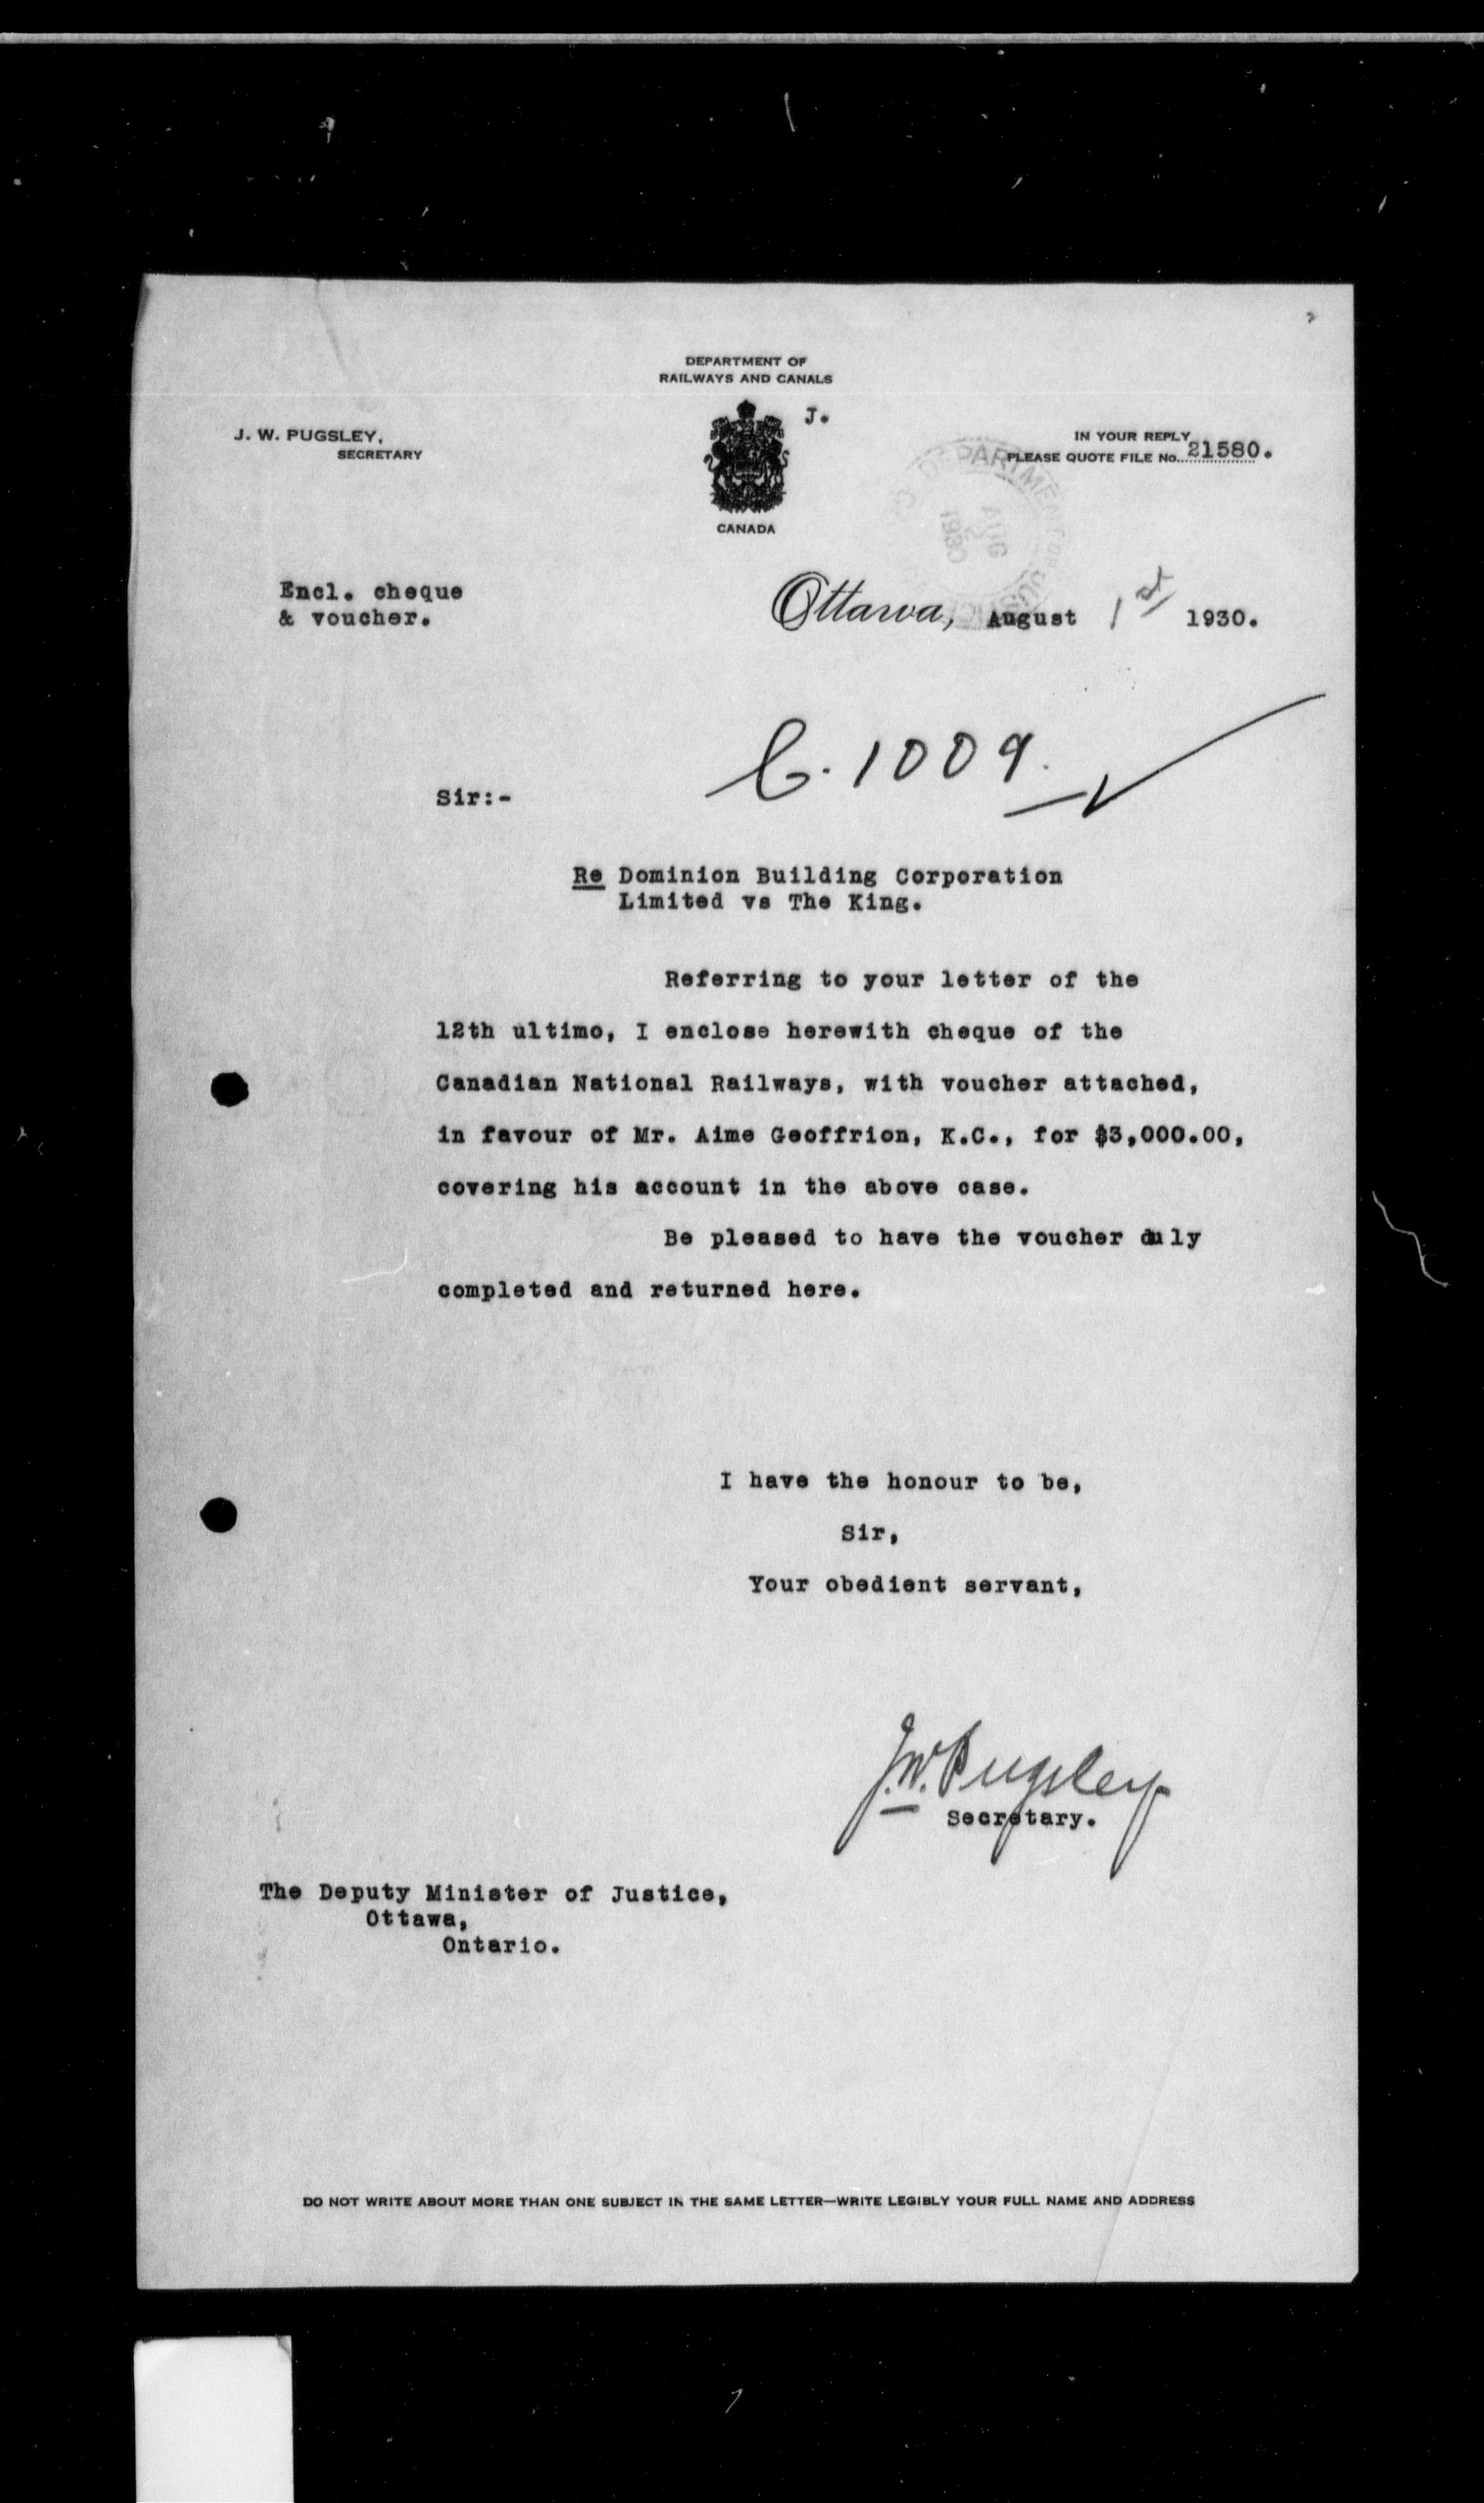 DEPARTMENT OF
RAILWAYS AND CANALS
J.
J. W. PUGSLEY,
SECRETARY
IN YOUR REPLY
PLEASE QUOTE FILE No. 21580.
DEPARTMENT
AUG
1930
CANADA
Encl. cheque
& voucher.
Ottawa, August 1st 1930.
C. 1009.
Sir:-
Re Dominion Building Corporation
Limited vs The King.
Referring to your letter of the
12th ultimo, I enclose herewith cheque of the
Canadian National Railways, with voucher attached,
in favour of Mr. Aime Geoffrion, K.C., for $3,000.00,
covering his account in the above case.
Be pleased to have the voucher duly
completed and returned here.
I have the honour to be,
Sir,
Your obedient servant,
J.W. Pugsley
Secretary.
The Deputy Minister of Justice,
Ottawa,
Ontario.
DO NOT WRITE ABOUT MORE THAN ONE SUBJECT IN THE SAME LETTER—WRITE LEGIBLY YOUR FULL NAME AND ADDRESS